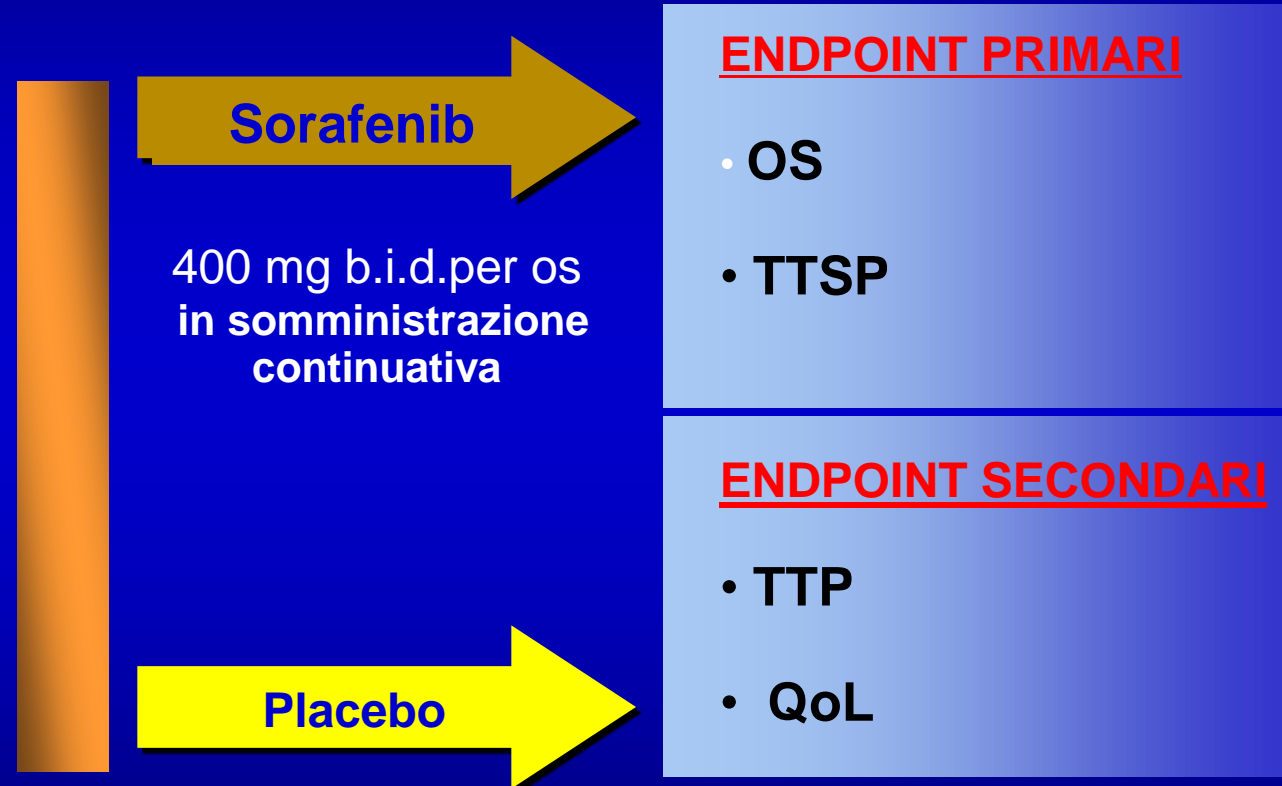 Sorafenib
400 mg b.i.d.per os
in somministrazione
continuativa
Placebo
ENDPOINT PRIMARI
• OS
• TTSP
ENDPOINT SECONDARI
• TTP
• QoL